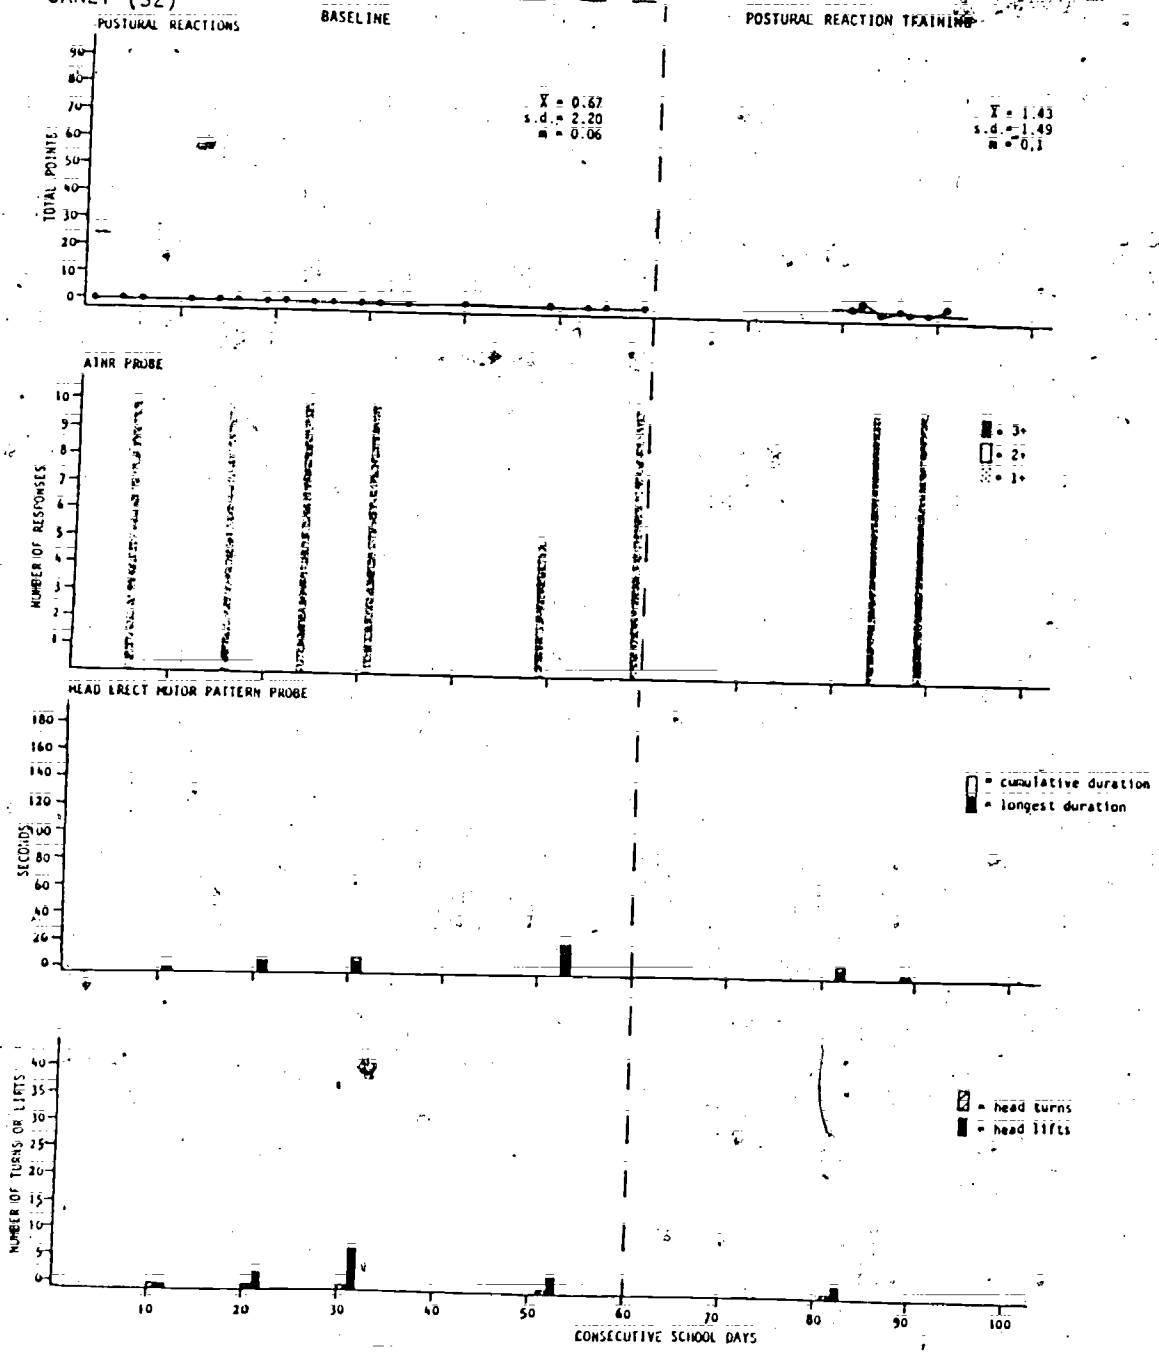 BASELINE
POSTURAL REACTION TRAINING
POSTURAL REACTIONS
TOTAL POINTS
90
80
70
60
50
40
30
20
10
0
X̄ = 0.67
s.d. = 2.20
m = 0.06
X̄ = 1.43
s.d. = 1.49
m = 0.1
ATNR PROBE
NUMBER OF RESPONSES
10
9
8
7
6
5
4
3
2
1
= 3+
= 2+
= 1+
HEAD ERECT MOTOR PATTERN PROBE
SECONDS
180
160
140
120
100
80
60
40
20
0
= cumulative duration
= longest duration
NUMBER OF TURNS OR LIFTS
40
35
30
25
20
15
10
5
0
= head turns
= head lifts
10 20 30 40 50 60 70 80 90 100
CONSECUTIVE SCHOOL DAYS